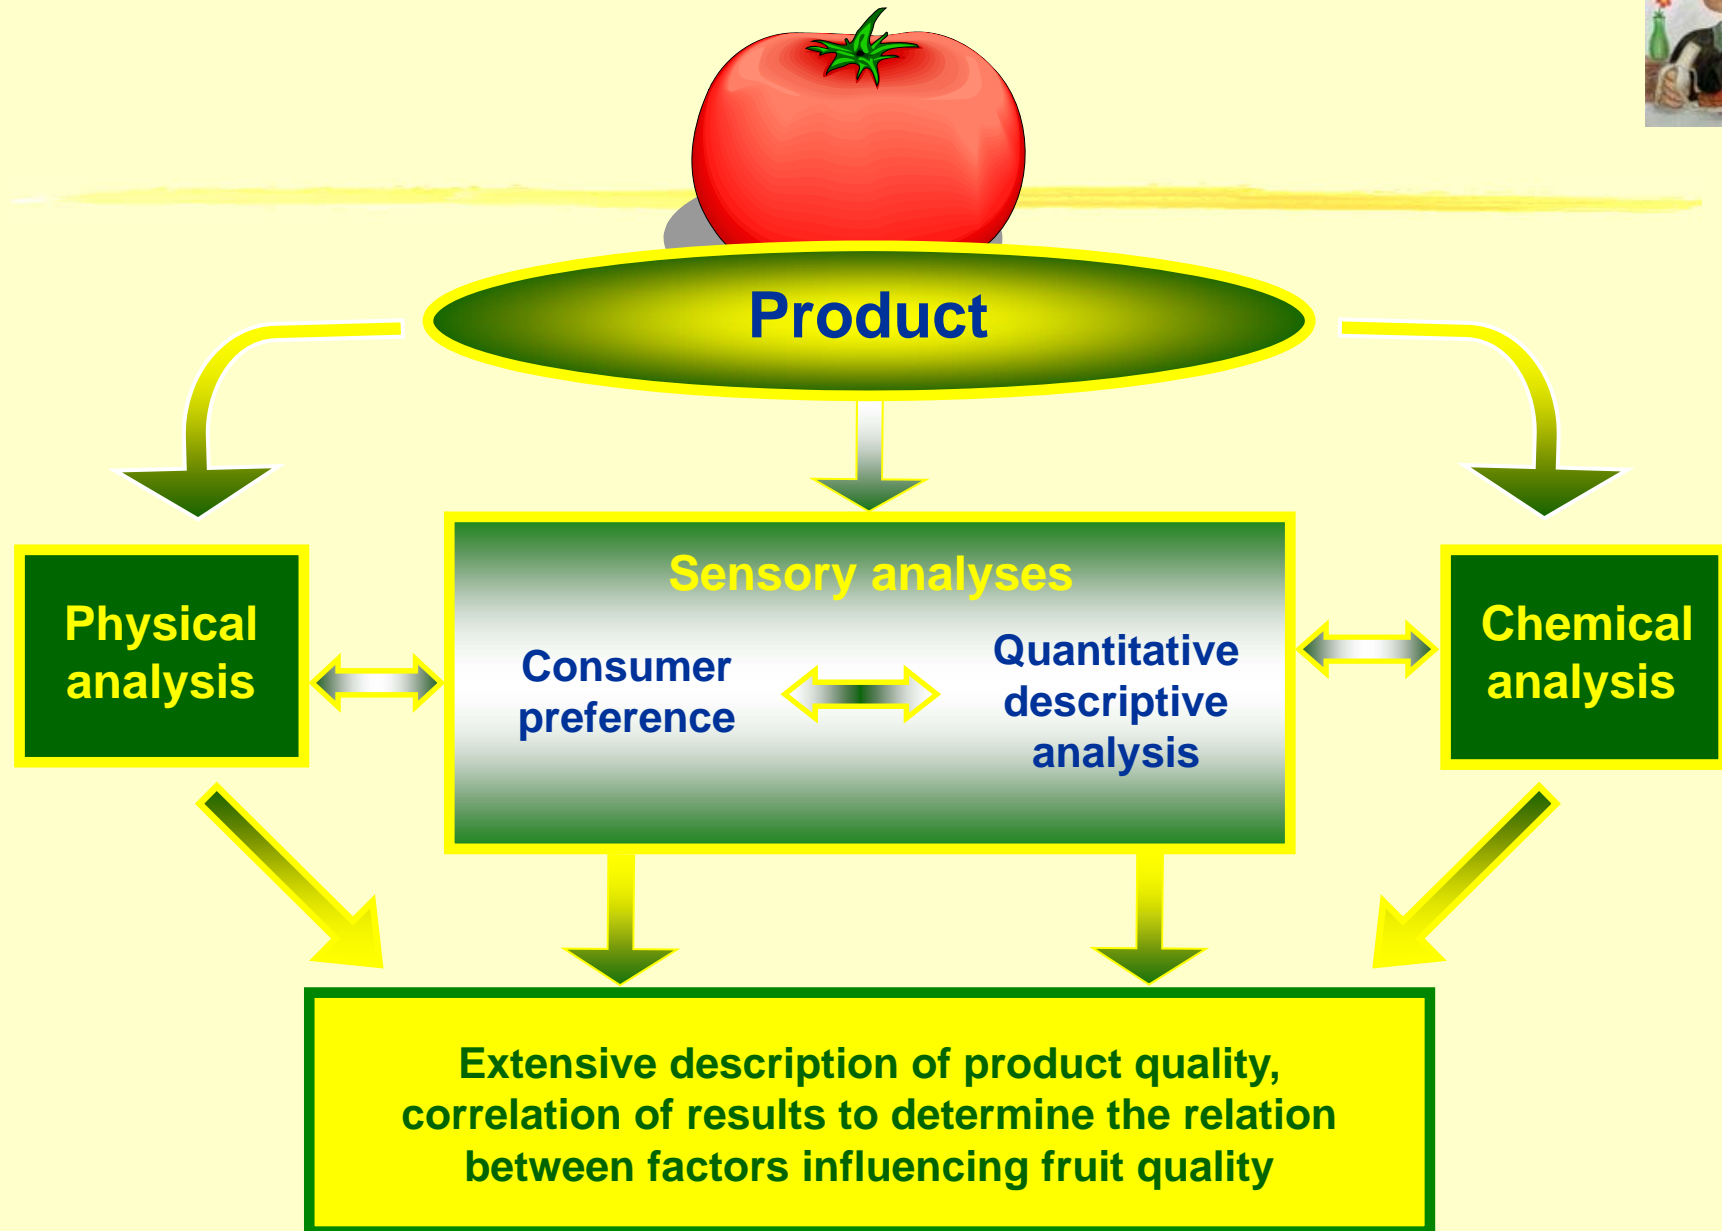 Product
Sensory analyses
Physical
analysis
Consumer
preference
Quantitative
descriptive
analysis
Chemical
analysis
Extensive description of product quality,
correlation of results to determine the relation
between factors influencing fruit quality